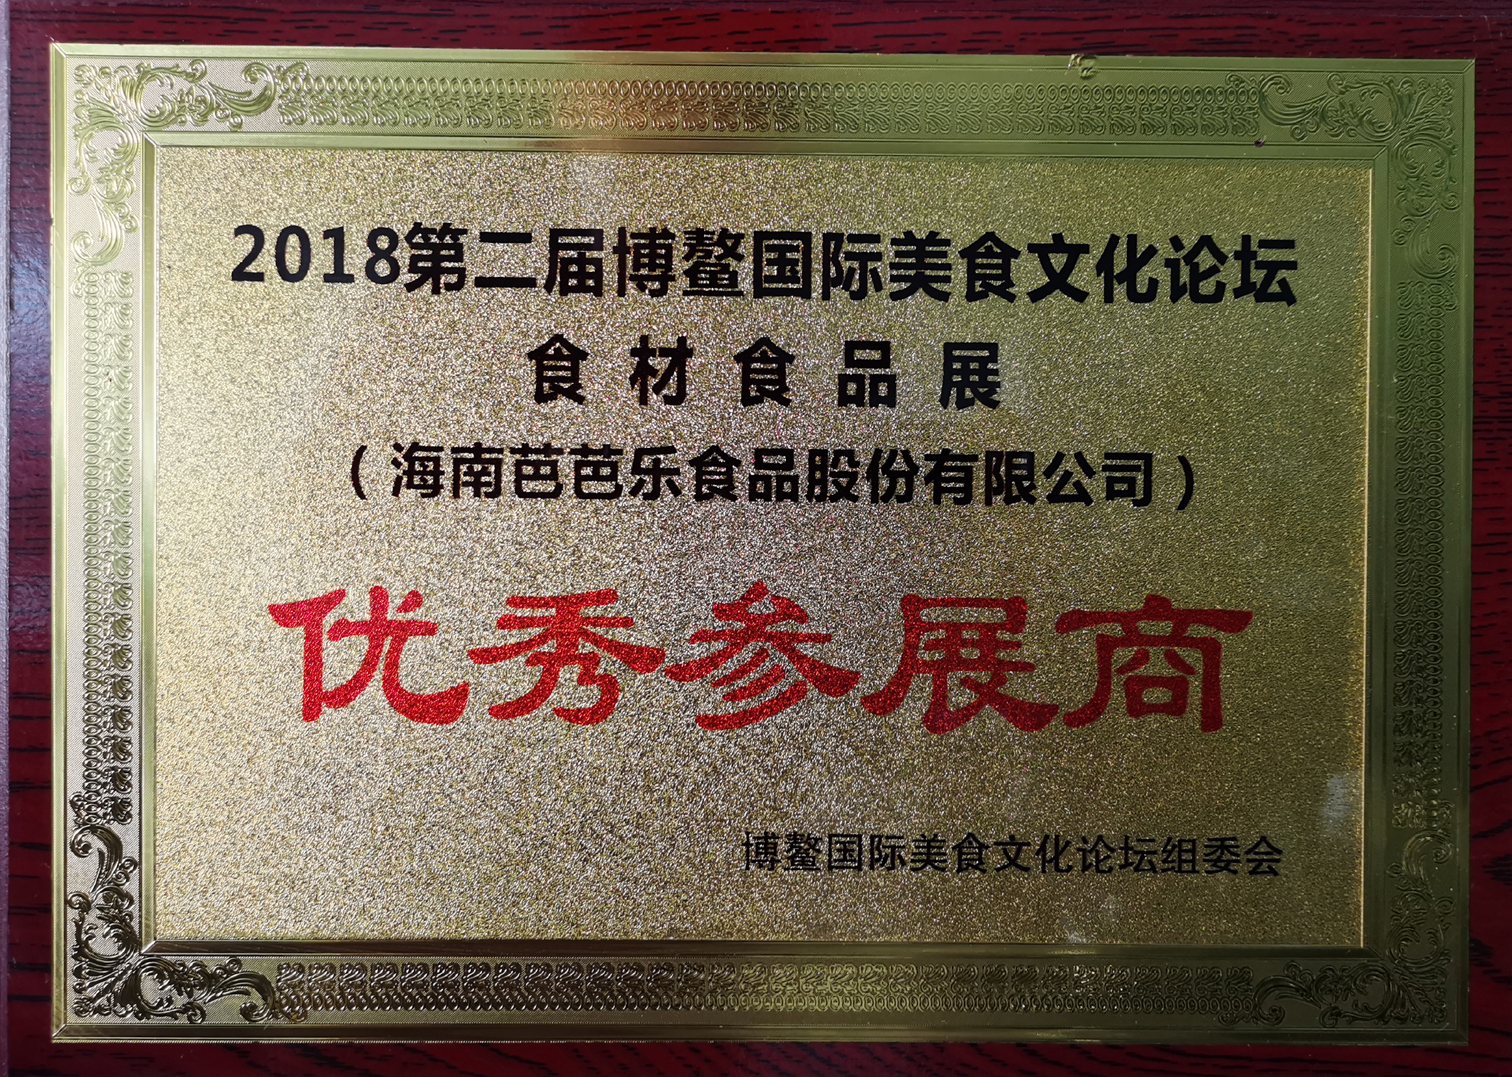 2018第二届博鳌国际美食文化论坛
食材食品展
（海南芭芭乐食品股份有限公司）
优秀参展商
博鳌国际美食文化论坛组委会